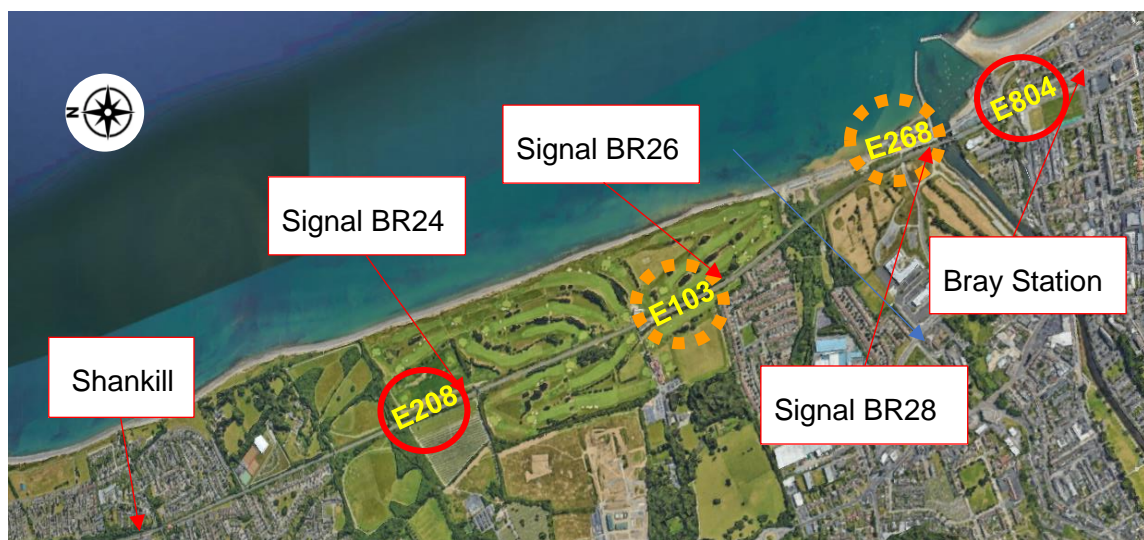 N
Signal BR26
E268
E804
Signal BR24
E103
Bray Station
Shankill
E208
Signal BR28